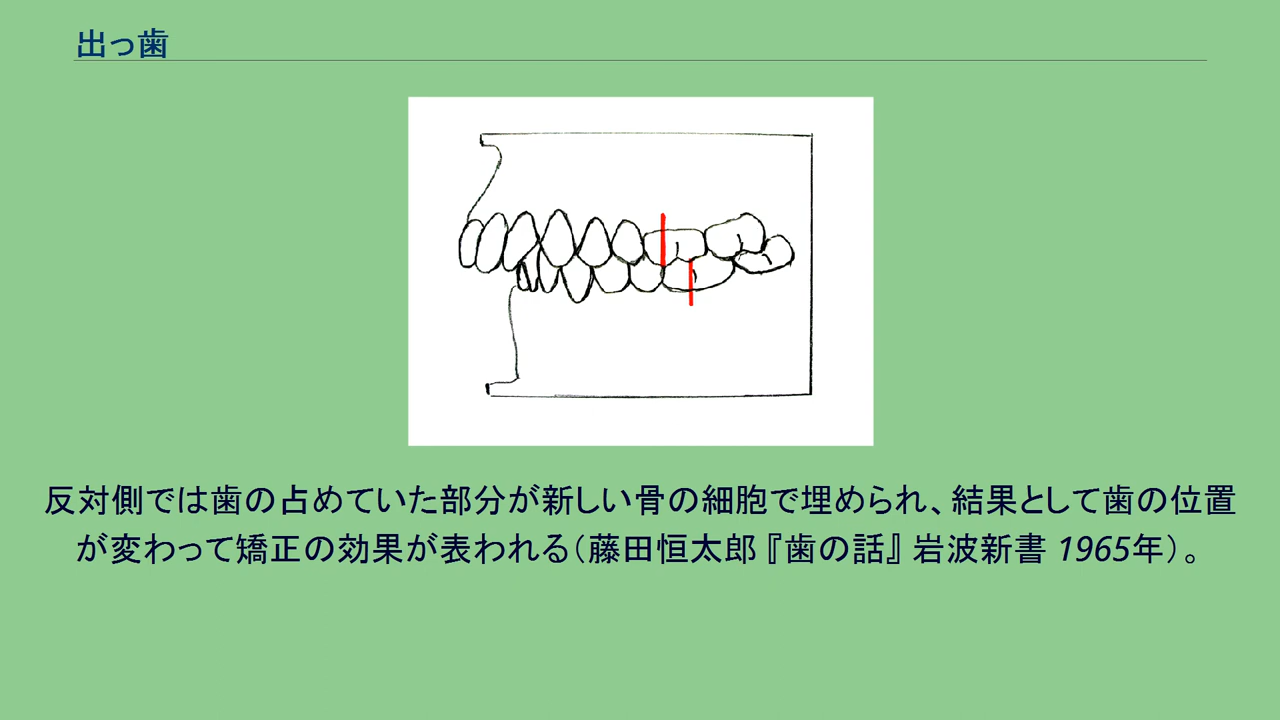 出っ歯
反対側では歯の占めていた部分が新しい骨の細胞で埋められ、結果として歯の位置
が変わって矯正の効果が表われる(藤田恒太郎『歯の話』岩波新書 1965年)。